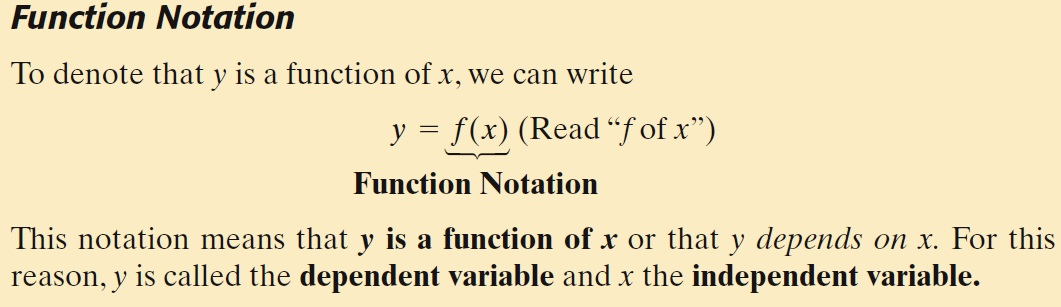 Function Notation
To denote that y is a function of x, we can write
y = f(x) (Read “f of x”)
Function Notation
This notation means that y is a function of x or that y depends on x. For this
reason, y is called the dependent variable and x the independent variable.